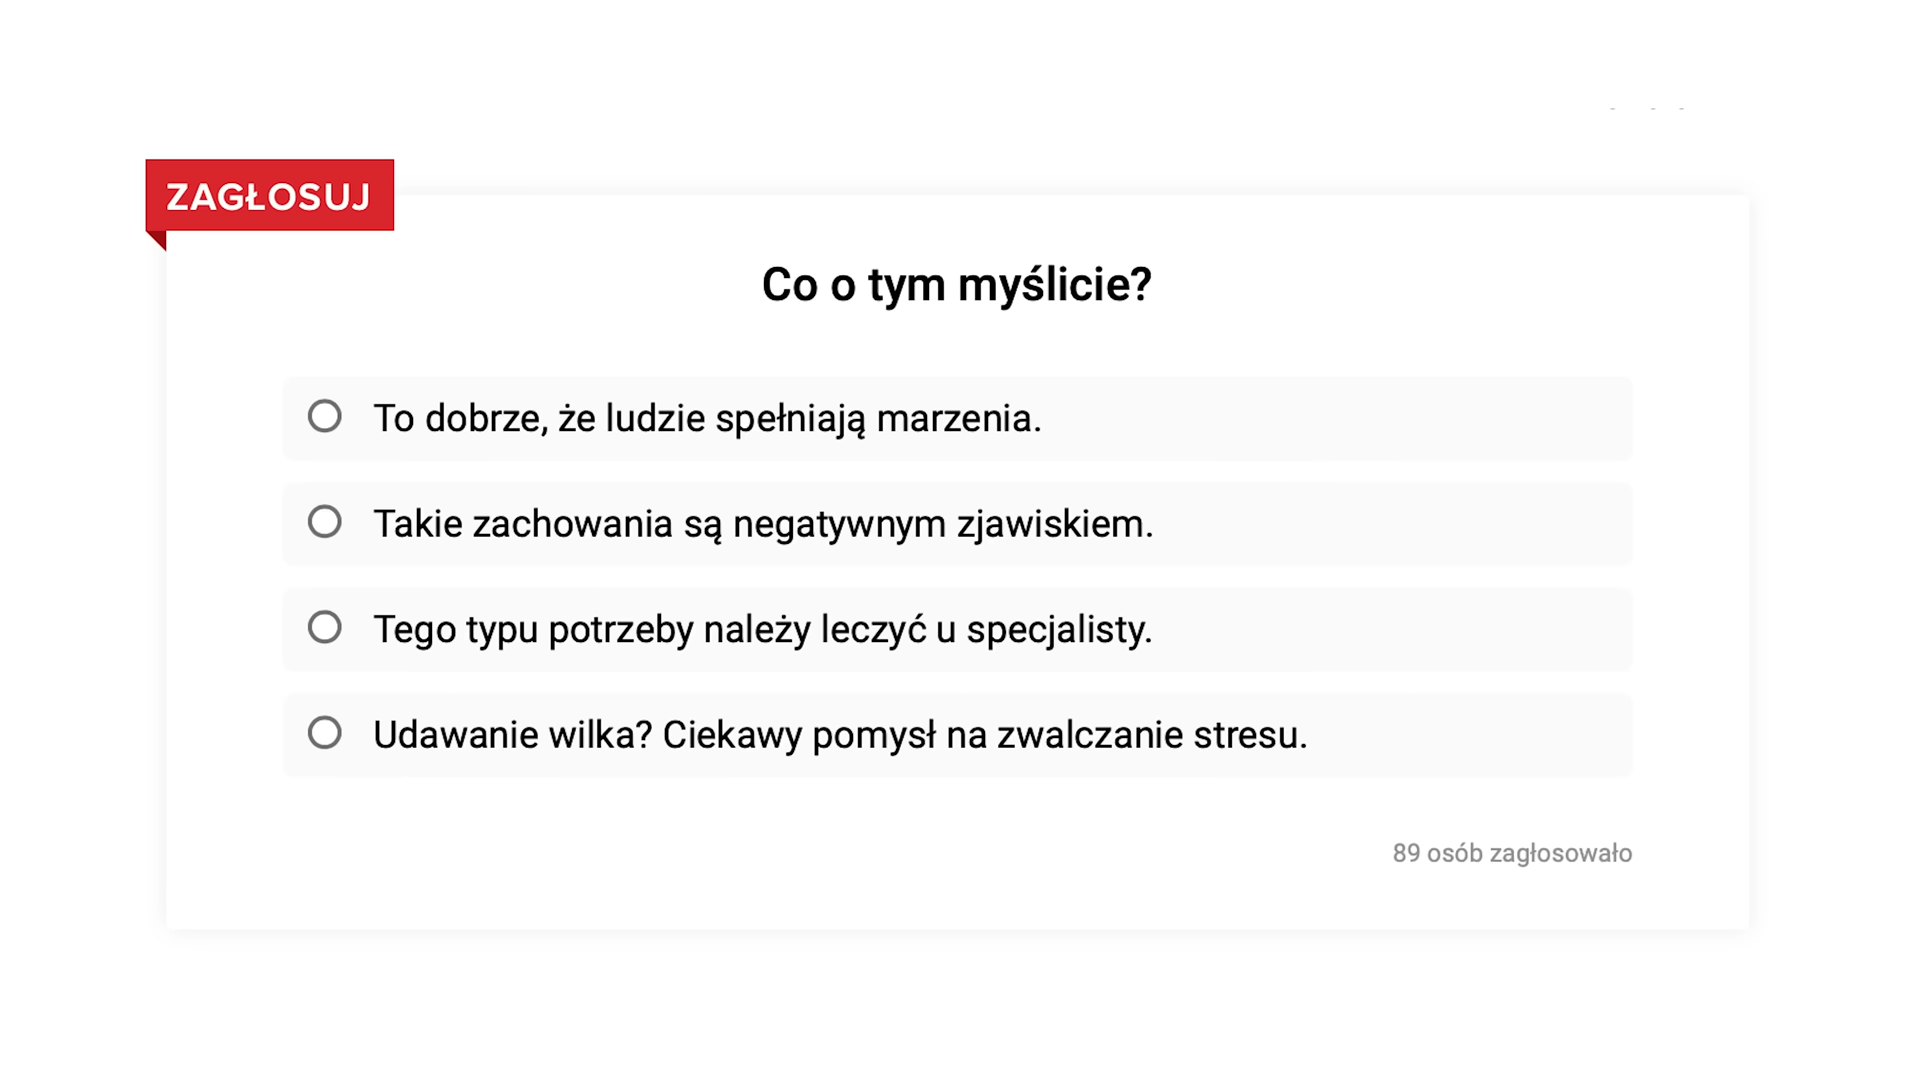 ZAGŁOSUJ
Co o tym myślicie?
To dobrze, że ludzie spełniają marzenia.
Takie zachowania są negatywnym zjawiskiem.
Tego typu potrzeby należy leczyć u specjalisty.
Udawanie wilka? Ciekawy pomysł na zwalczanie stresu.
89 osób zagłosowało